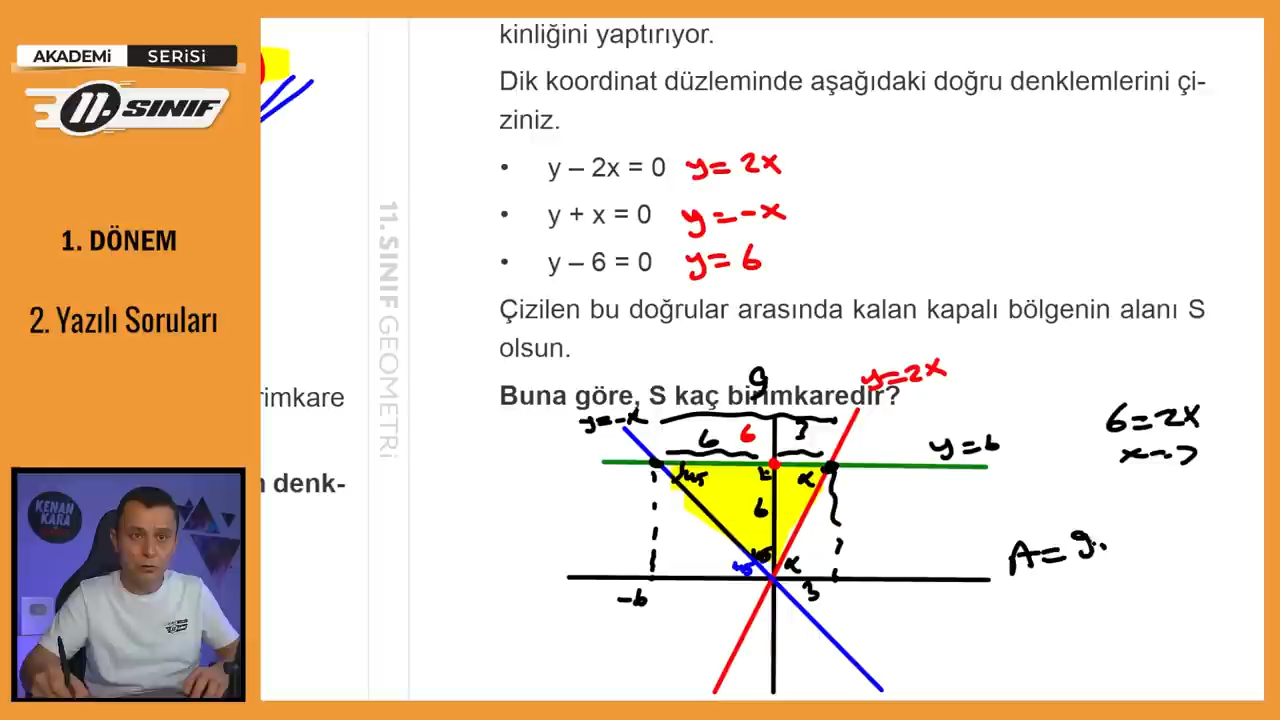 AKADEMİ SERİSİ
11. SINIF
1. DÖNEM
2. Yazılı Soruları
KENAN
KARA
rimkare
denk-
11. SINIF GEOMETRİ
kinliğini yaptırıyor.
Dik koordinat düzleminde aşağıdaki doğru denklemlerini çi-
ziniz.
• y – 2x = 0 y = 2x
• y + x = 0 y = -x
• y – 6 = 0 y = 6
Çizilen bu doğrular arasında kalan kapalı bölgenin alanı S
olsun.
Buna göre, S kaç birimkaredir?
9
y=2x
y=-x
6 6 3
y=6
6=2x
x=3
45 α
6
45
45 α
-6 3
A=9.